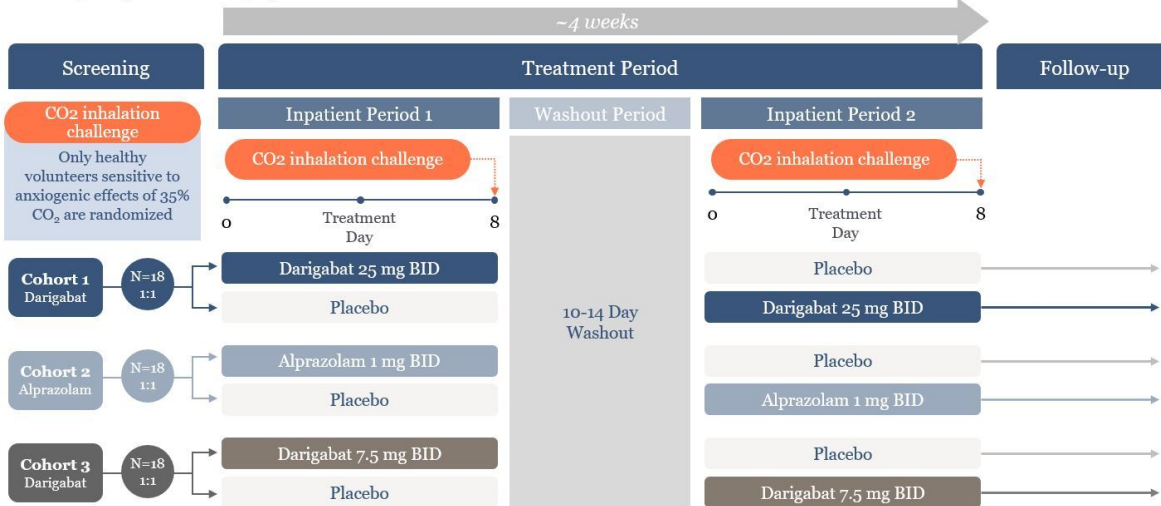 ~4 weeks
Screening
Treatment Period
Follow-up
CO2 inhalation
challenge
Only healthy
volunteers sensitive to
anxiogenic effects of 35%
CO₂ are randomized
Inpatient Period 1
Washout Period
Inpatient Period 2
CO2 inhalation challenge
CO2 inhalation challenge
0
Treatment
Day
8
0
Treatment
Day
8
Cohort 1
Darigabat
N=18
1:1
Darigabat 25 mg BID
Placebo
Placebo
Darigabat 25 mg BID
10-14 Day
Washout
Cohort 2
Alprazolam
N=18
1:1
Alprazolam 1 mg BID
Placebo
Placebo
Alprazolam 1 mg BID
Cohort 3
Darigabat
N=18
1:1
Darigabat 7.5 mg BID
Placebo
Placebo
Darigabat 7.5 mg BID